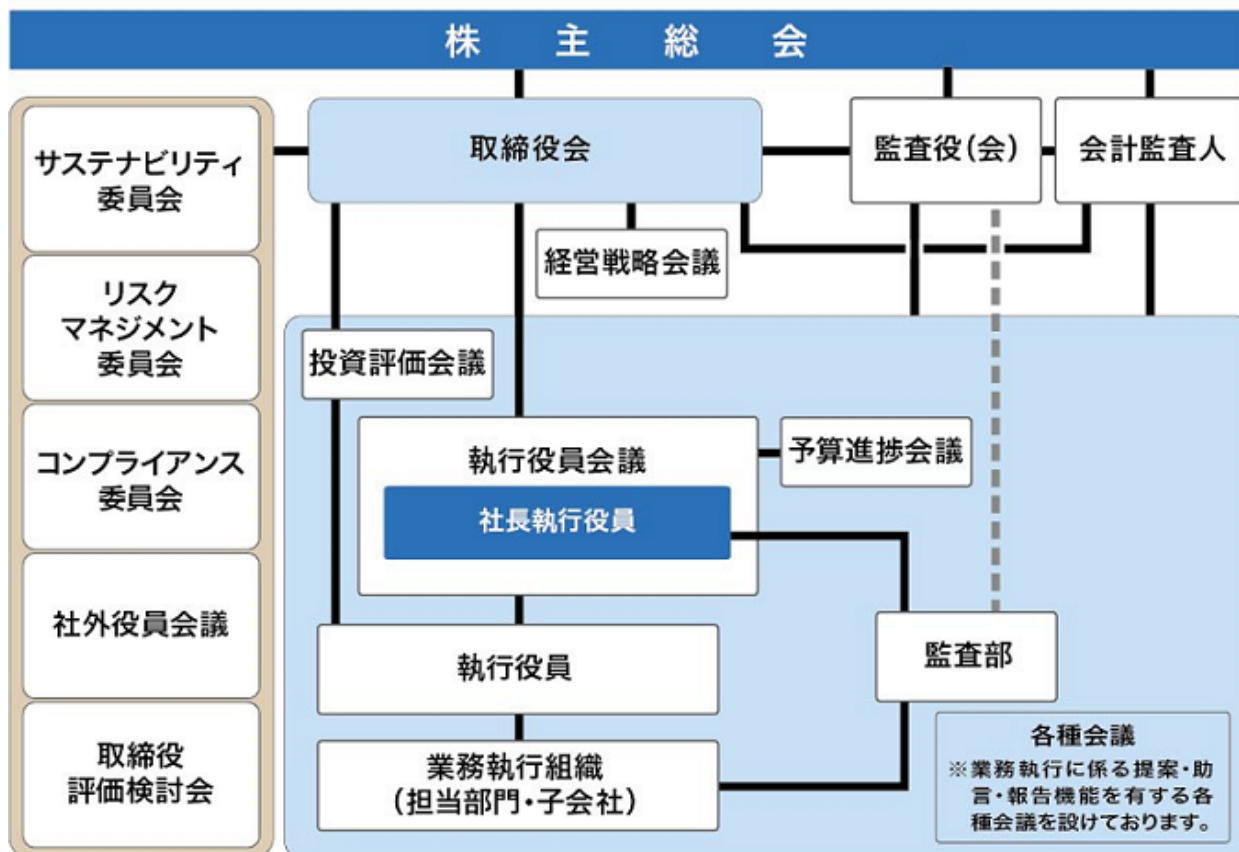 株主総会
サステナビリティ
委員会
リスク
マネジメント
委員会
コンプライアンス
委員会
社外役員会議
取締役
評価検討会
取締役会
監査役(会)
会計監査人
経営戦略会議
投資評価会議
執行役員会議
予算進捗会議
社長執行役員
執行役員
監査部
業務執行組織
(担当部門・子会社)
各種会議
※業務執行に係る提案・助
言・報告機能を有する各
種会議を設けております。